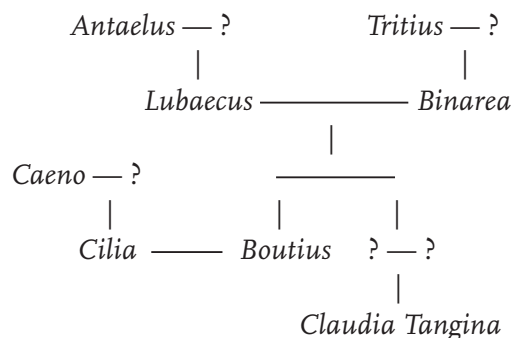 Antaelus — ? Tritius — ?
Lubaecus Binarea
Caeno — ?
Cilia Boutius ? — ?
Claudia Tangina